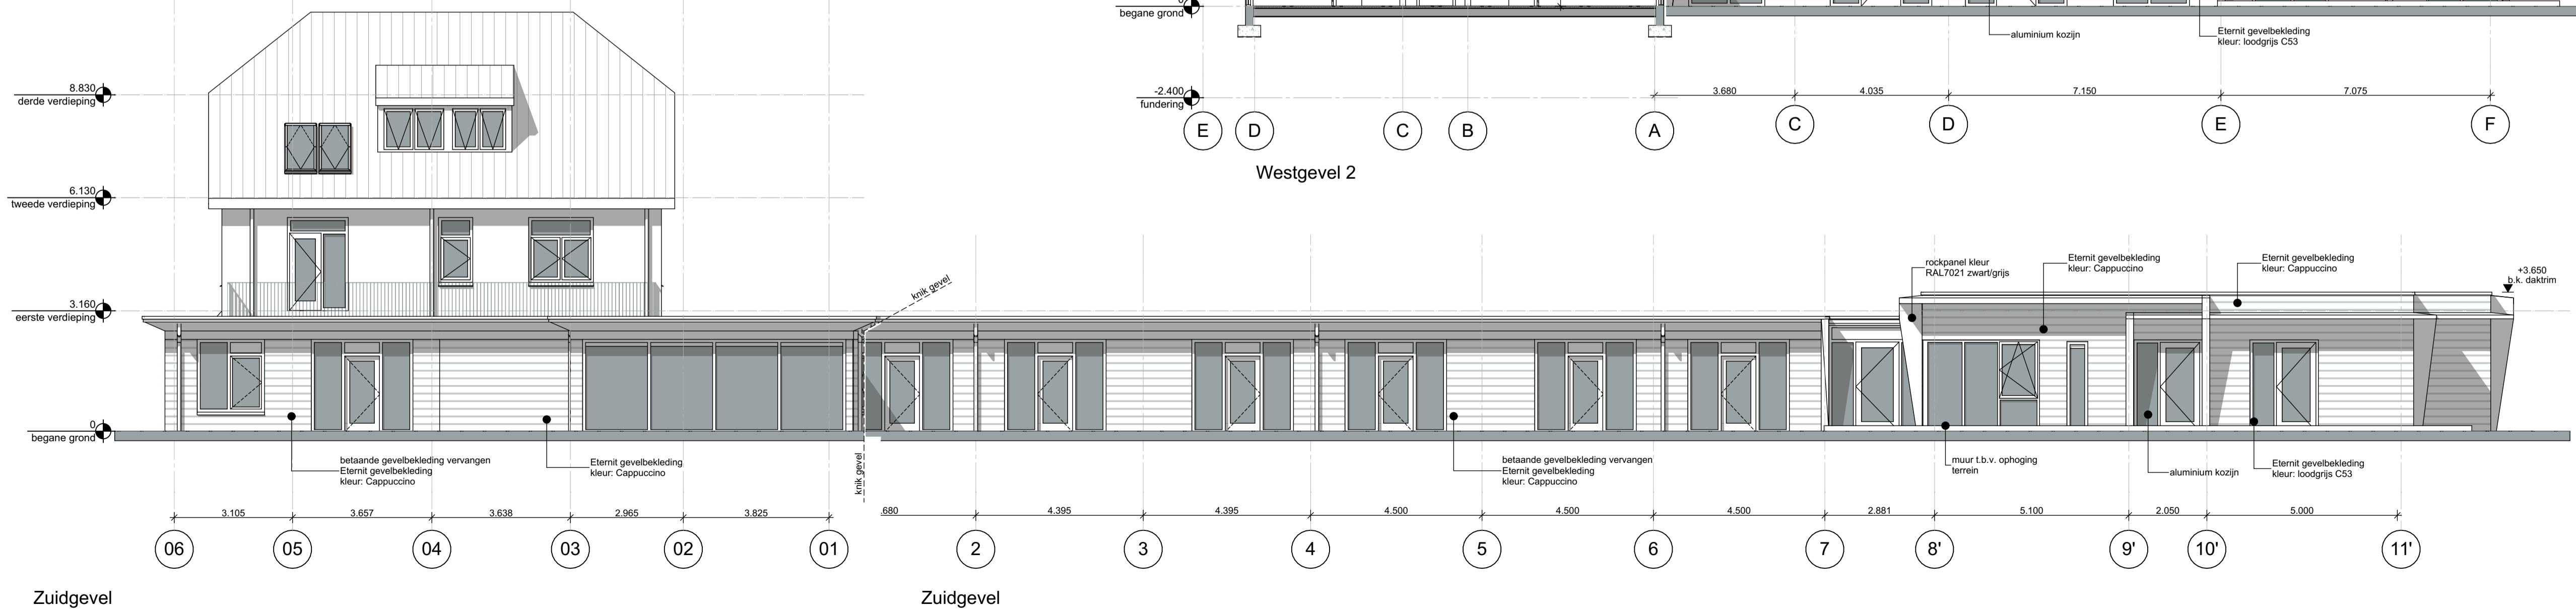 0
begane grond
aluminium kozijn
Eternit gevelbekleding
kleur: loodgrijs C53
-2.400
fundering
3.680
4.035
7.150
7.075
E
D
C
B
A
C
D
E
F
Westgevel 2
8.830
derde verdieping
6.130
tweede verdieping
3.160
eerste verdieping
0
begane grond
knik gevel
rockpanel kleur
RAL7021 zwart/grijs
Eternit gevelbekleding
kleur: Cappuccino
Eternit gevelbekleding
kleur: Cappuccino
+3.650
b.k. daktrim
betaande gevelbekleding vervangen
Eternit gevelbekleding
kleur: Cappuccino
Eternit gevelbekleding
kleur: Cappuccino
knik gevel
betaande gevelbekleding vervangen
Eternit gevelbekleding
kleur: Cappuccino
muur t.b.v. ophoging
terrein
aluminium kozijn
Eternit gevelbekleding
kleur: loodgrijs C53
3.105
3.657
3.638
2.965
3.825
.680
4.395
4.395
4.500
4.500
4.500
2.881
5.100
2.050
5.000
06
05
04
03
02
01
2
3
4
5
6
7
8'
9'
10'
11'
Zuidgevel
Zuidgevel